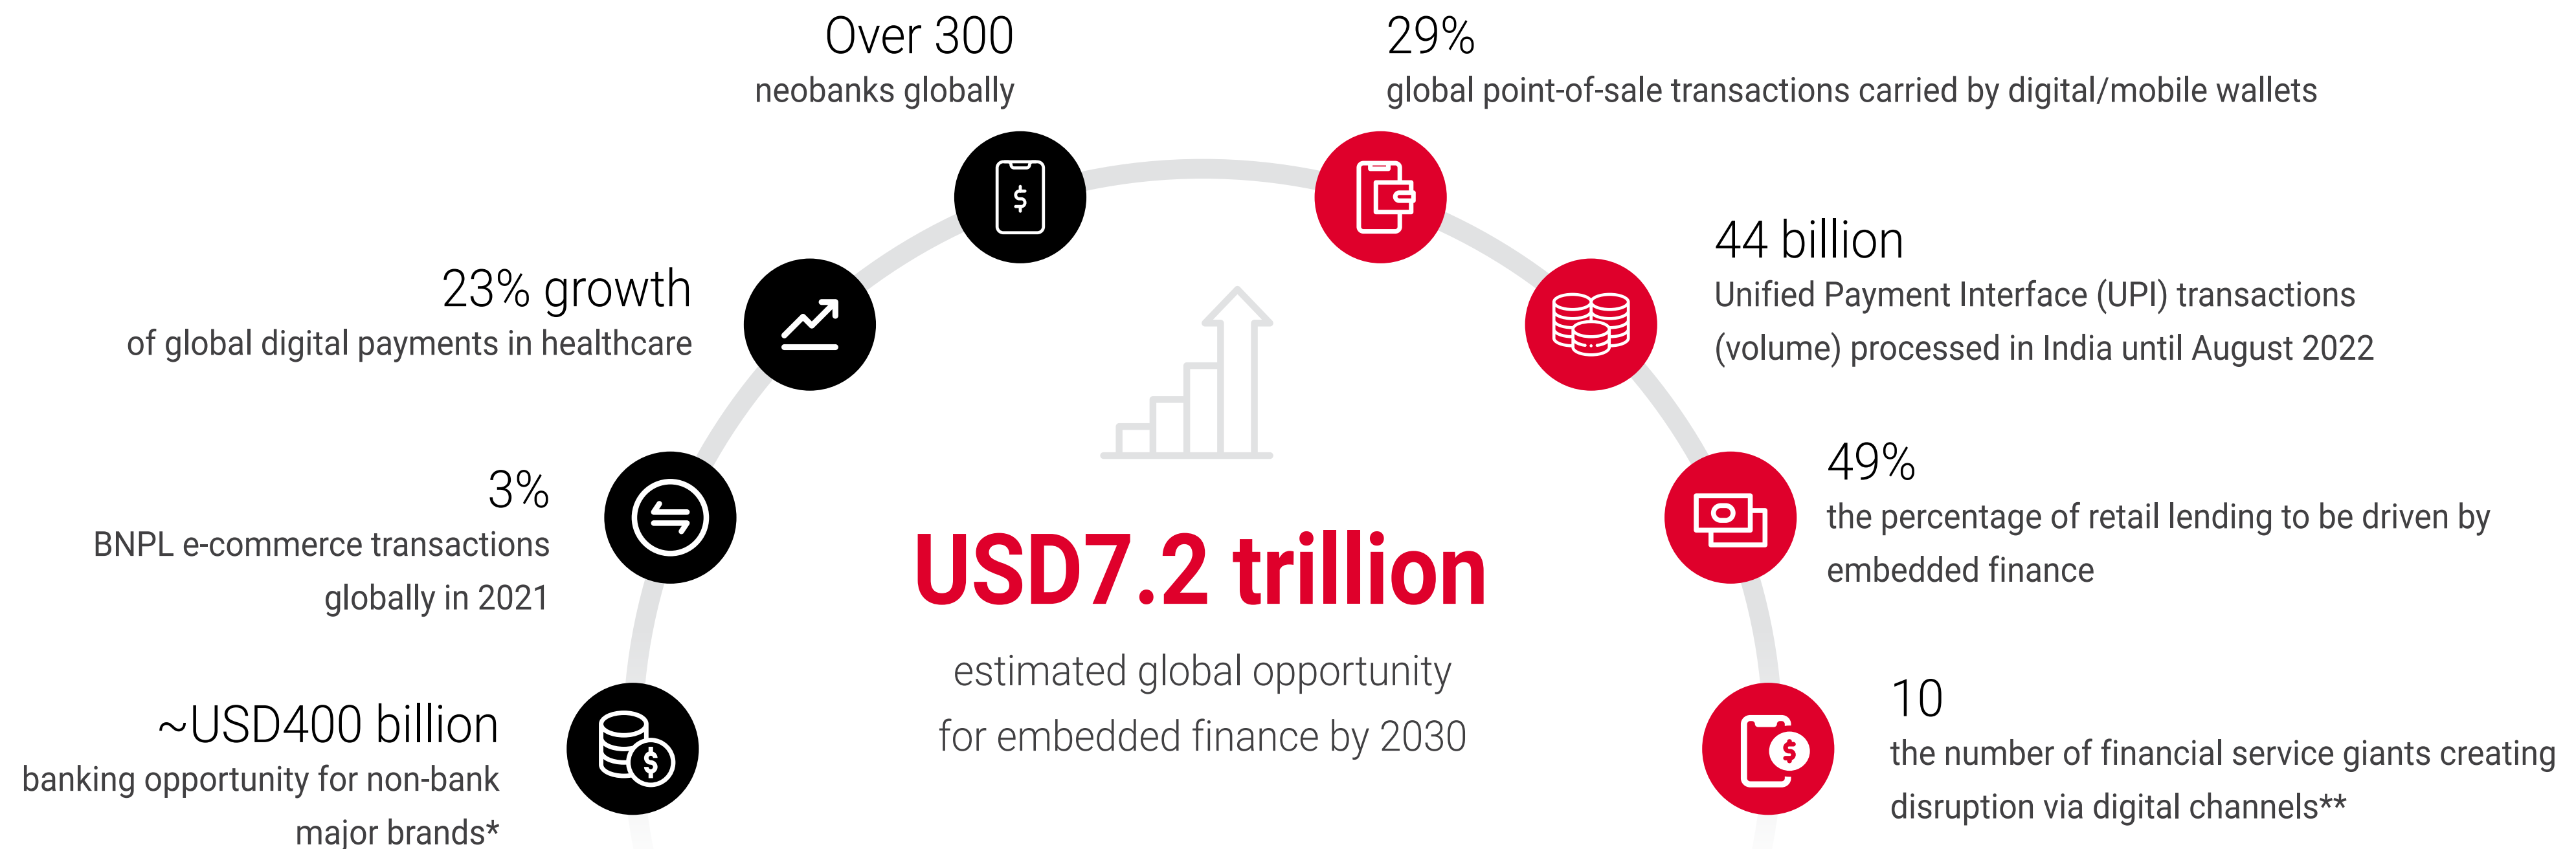 Over 300
neobanks globally
29%
global point-of-sale transactions carried by digital/mobile wallets
23% growth
of global digital payments in healthcare
44 billion
Unified Payment Interface (UPI) transactions
(volume) processed in India until August 2022
3%
BNPL e-commerce transactions
globally in 2021
49%
the percentage of retail lending to be driven by
embedded finance
USD7.2 trillion
estimated global opportunity
for embedded finance by 2030
~USD400 billion
banking opportunity for non-bank
major brands*
10
the number of financial service giants creating
disruption via digital channels**